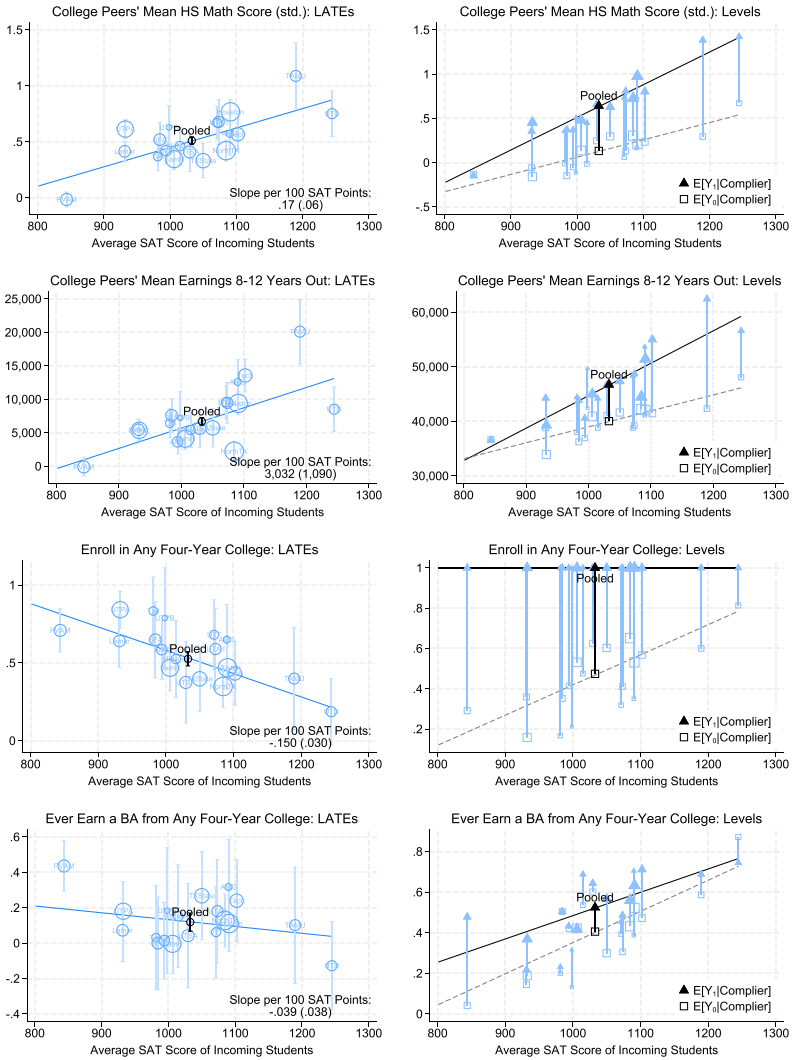 College Peers' Mean HS Math Score (std.): LATEs
College Peers' Mean HS Math Score (std.): Levels
1.5
1
.5
0
Pooled
Slope per 100 SAT Points:
.17 (.06)
800 900 1000 1100 1200 1300
Average SAT Score of Incoming Students
1.5
1
.5
0
-.5
Pooled
E[Y₁|Complier]
E[Y₀|Complier]
800 900 1000 1100 1200 1300
Average SAT Score of Incoming Students
College Peers' Mean Earnings 8-12 Years Out: LATEs
College Peers' Mean Earnings 8-12 Years Out: Levels
25,000
20,000
15,000
10,000
5,000
0
Pooled
Slope per 100 SAT Points:
3,032 (1,090)
800 900 1000 1100 1200 1300
Average SAT Score of Incoming Students
60,000
50,000
40,000
30,000
Pooled
E[Y₁|Complier]
E[Y₀|Complier]
800 900 1000 1100 1200 1300
Average SAT Score of Incoming Students
Enroll in Any Four-Year College: LATEs
Enroll in Any Four-Year College: Levels
1
.5
0
Pooled
Slope per 100 SAT Points:
-.150 (.030)
800 900 1000 1100 1200 1300
Average SAT Score of Incoming Students
1
.8
.6
.4
.2
Pooled
E[Y₁|Complier]
E[Y₀|Complier]
800 900 1000 1100 1200 1300
Average SAT Score of Incoming Students
Ever Earn a BA from Any Four-Year College: LATEs
Ever Earn a BA from Any Four-Year College: Levels
.6
.4
.2
0
-.2
-.4
Pooled
Slope per 100 SAT Points:
-.039 (.038)
800 900 1000 1100 1200 1300
Average SAT Score of Incoming Students
.8
.6
.4
.2
0
Pooled
E[Y₁|Complier]
E[Y₀|Complier]
800 900 1000 1100 1200 1300
Average SAT Score of Incoming Students